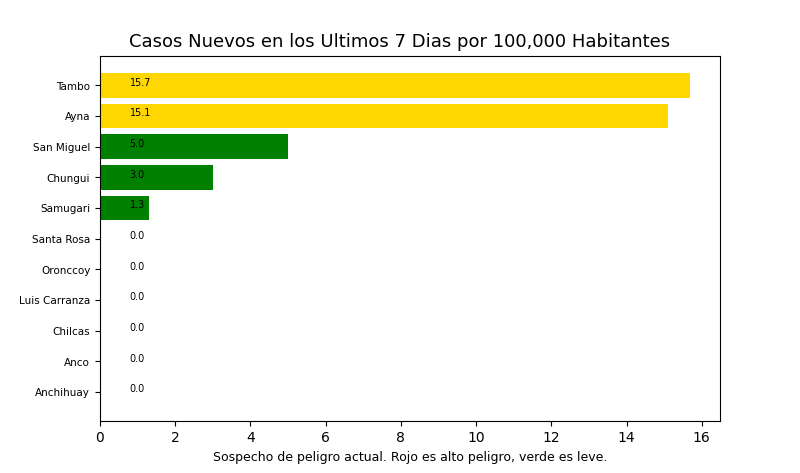 Casos Nuevos en los Ultimos 7 Dias por 100,000 Habitantes
Tambo 15.7
Ayna 15.1
San Miguel 5.0
Chungui 3.0
Samugari 1.3
Santa Rosa 0.0
Oronccoy 0.0
Luis Carranza 0.0
Chilcas 0.0
Anco 0.0
Anchihuay 0.0
0 2 4 6 8 10 12 14 16
Sospecho de peligro actual. Rojo es alto peligro, verde es leve.